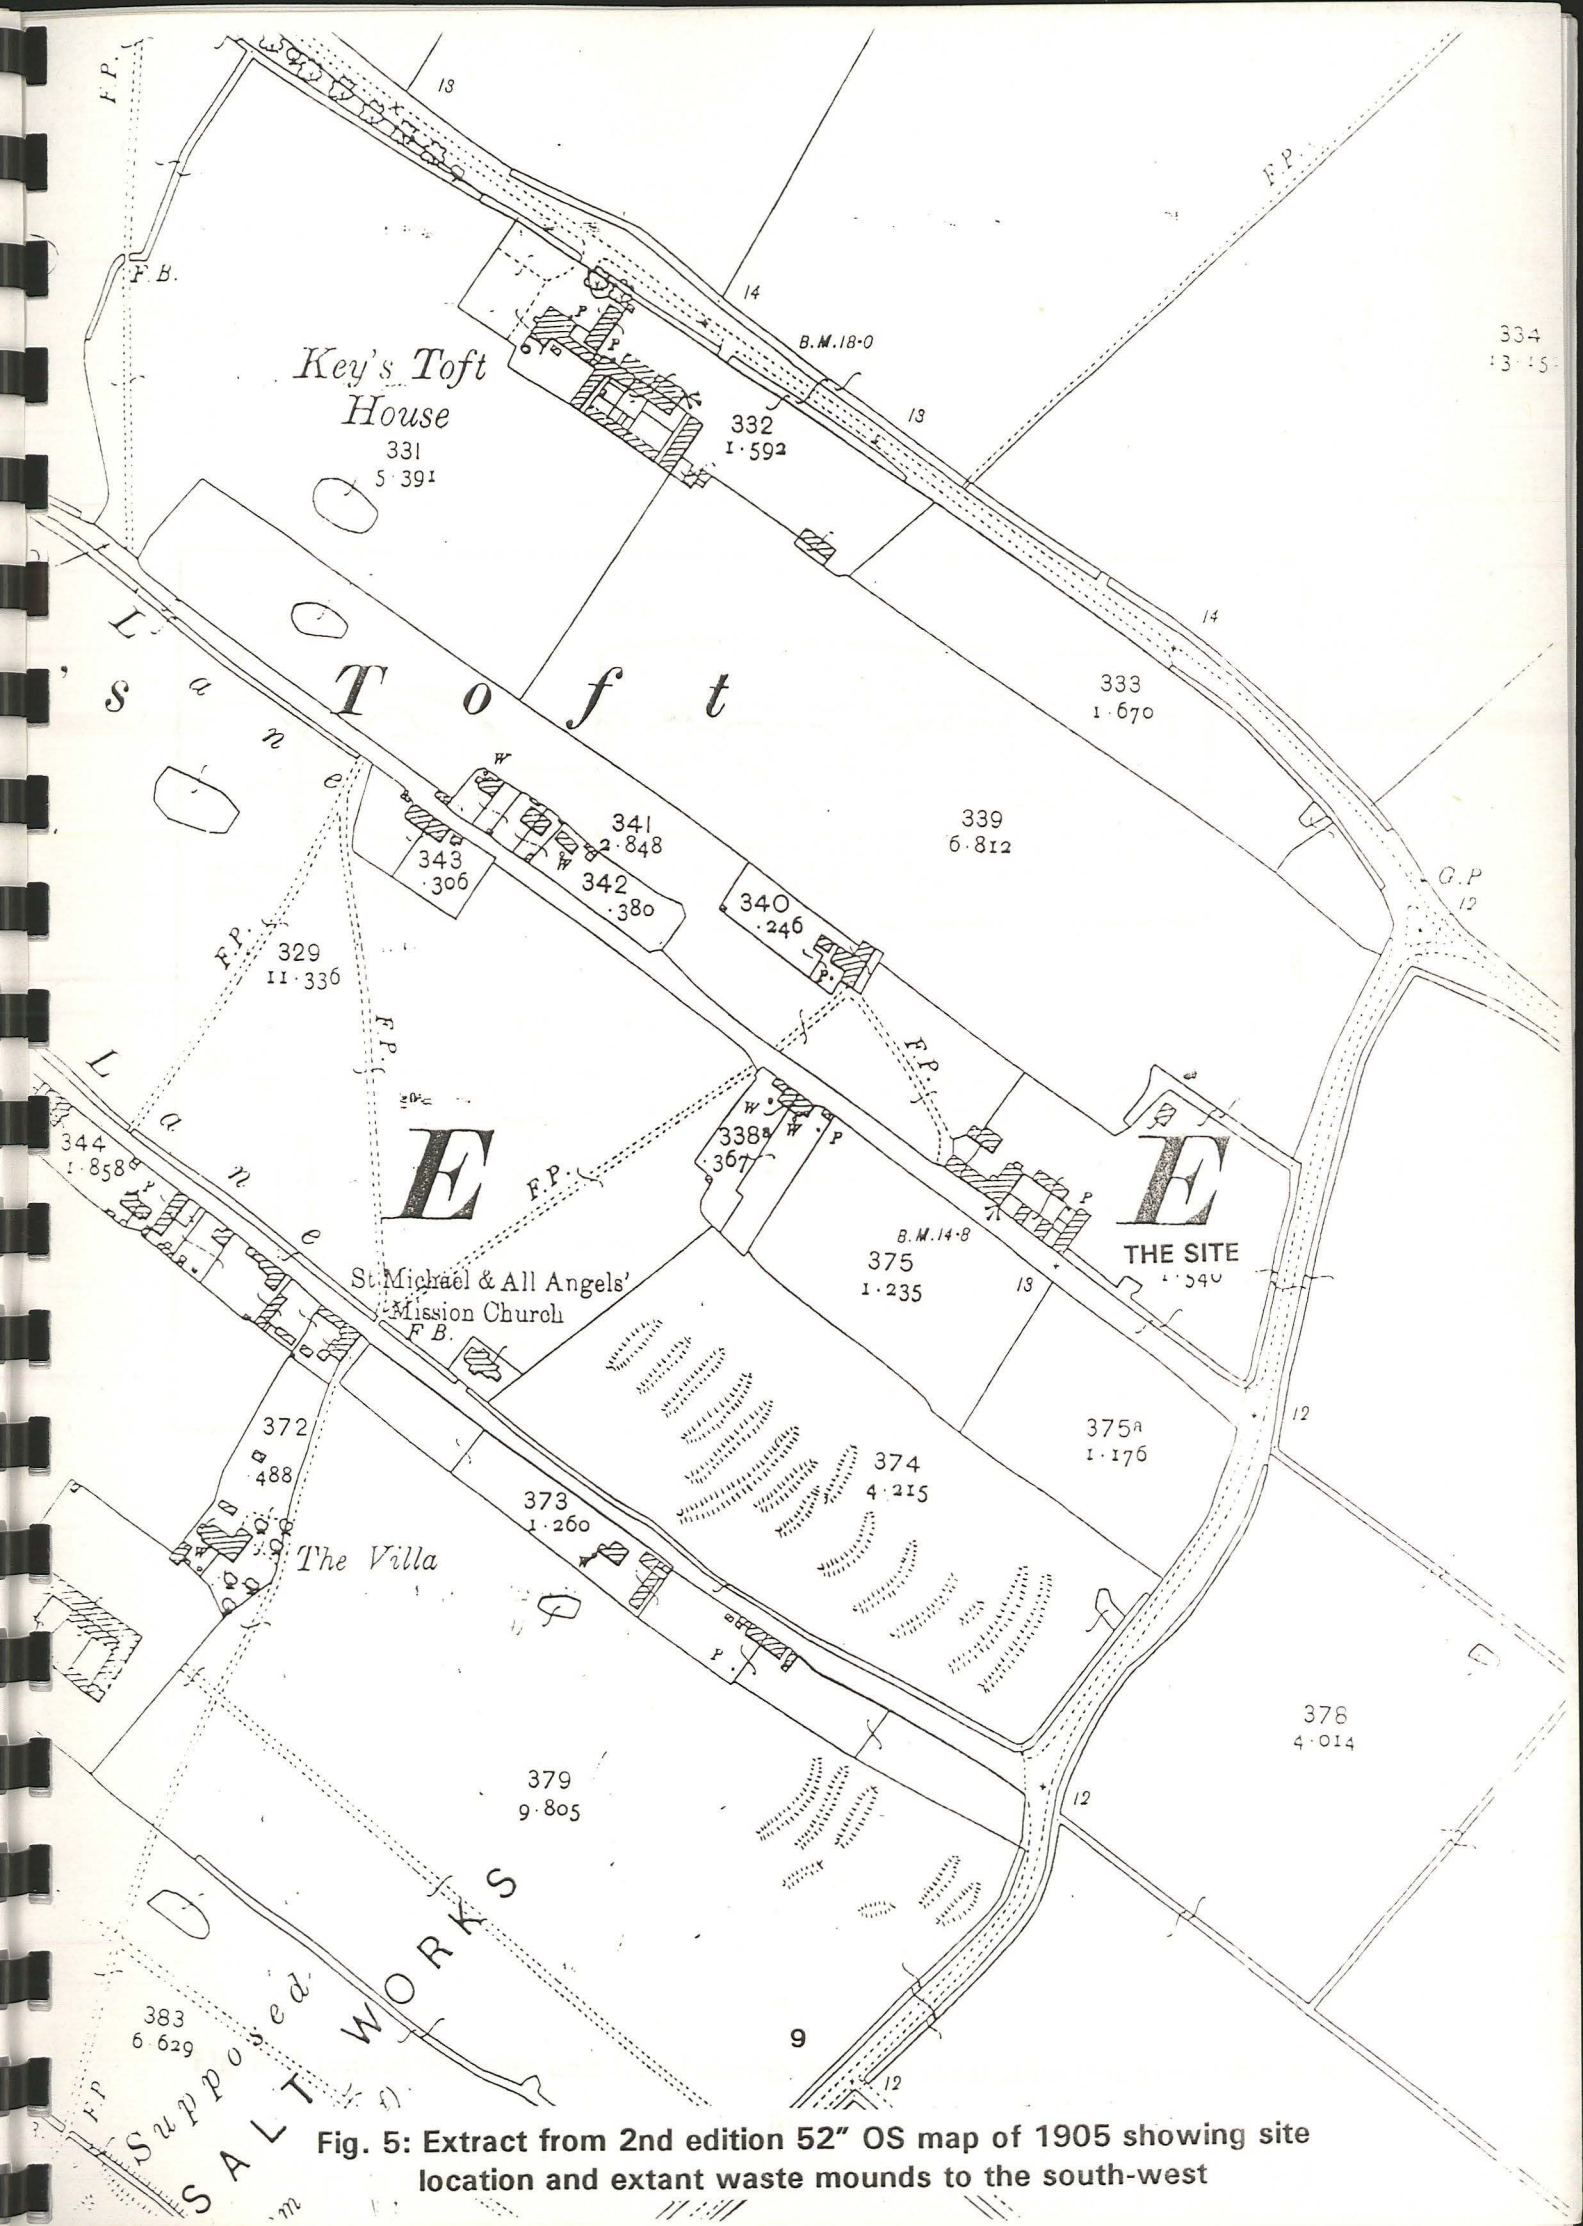 F.P.
13
F.P.
F.B.
14
B.M.18·0
334
Key's Toft
House
331
5·391
P
P
332
1·592
13
14
L a n e
's Toft
333
1·670
W
341
2·848
339
6·812
343
·306
W
342
·380
340
·246
P.
G.P
12
F.P.
329
11·336
F.P.
F.P.
L a n e
E
F.P.
W
W
P
338a
·367
344
1·858
P
P
E
THE SITE
1·540
B.M.14·8
375
1·235
13
St. Michael & All Angels'
Mission Church
F B.
372
·488
374
4·215
375a
1·176
12
373
1·260
W
The Villa
W
P
378
4·014
379
9·805
12
383
6·629
F P
Supposed
SALT WORKS
9
12
Fig. 5: Extract from 2nd edition 52" OS map of 1905 showing site
location and extant waste mounds to the south-west